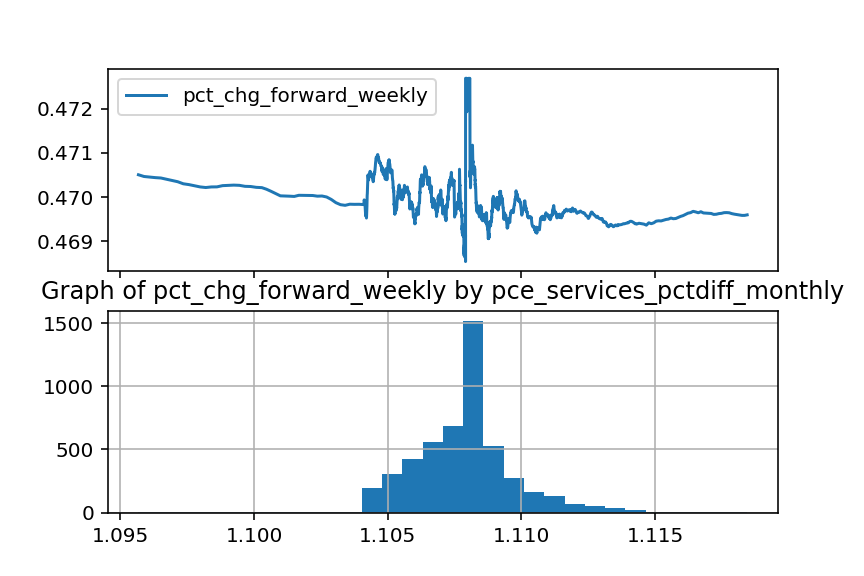 pct_chg_forward_weekly
0.472
0.471
0.470
0.469
Graph of pct_chg_forward_weekly by pce_services_pctdiff_monthly
1500
1000
500
0
1.095 1.100 1.105 1.110 1.115